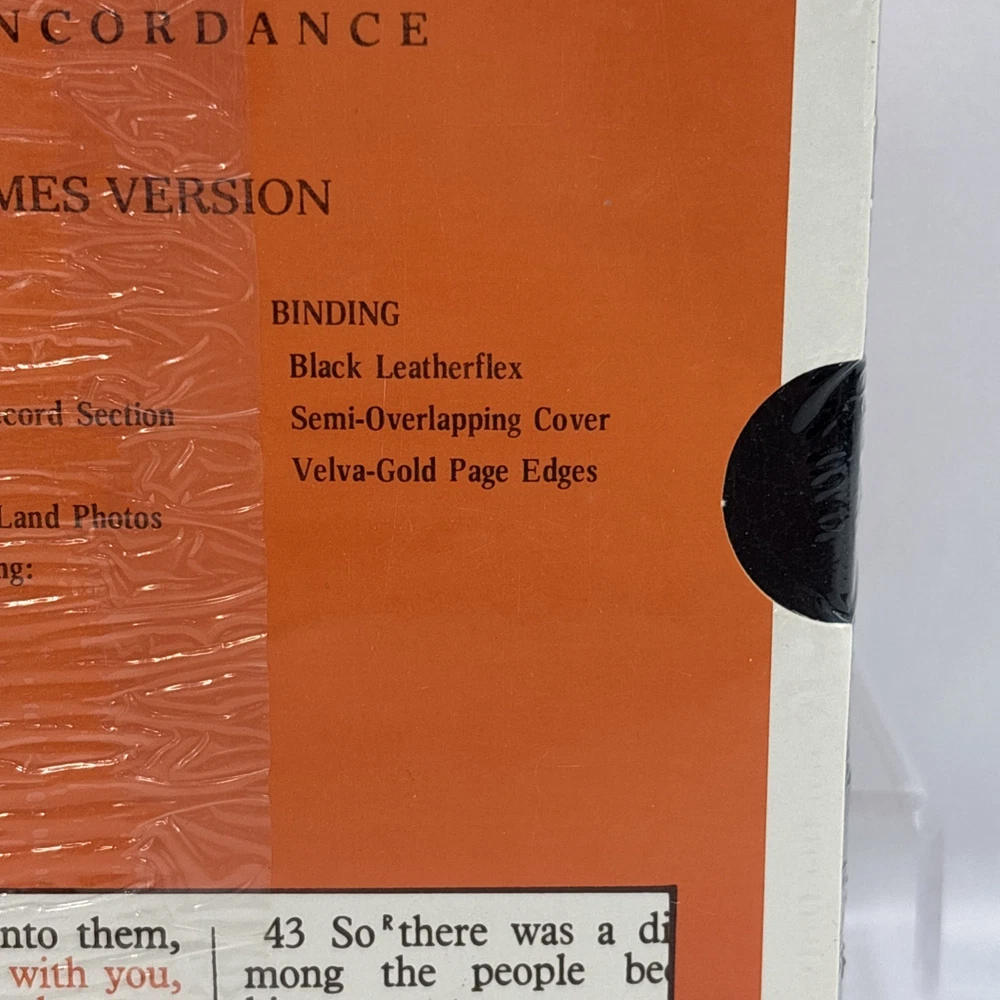 NCORDANCE
MES VERSION
BINDING
Black Leatherflex
Semi-Overlapping Cover
Velva-Gold Page Edges
cord Section
Land Photos
ng:
nto them,
with you,
43 So R there was a di
mong the people be